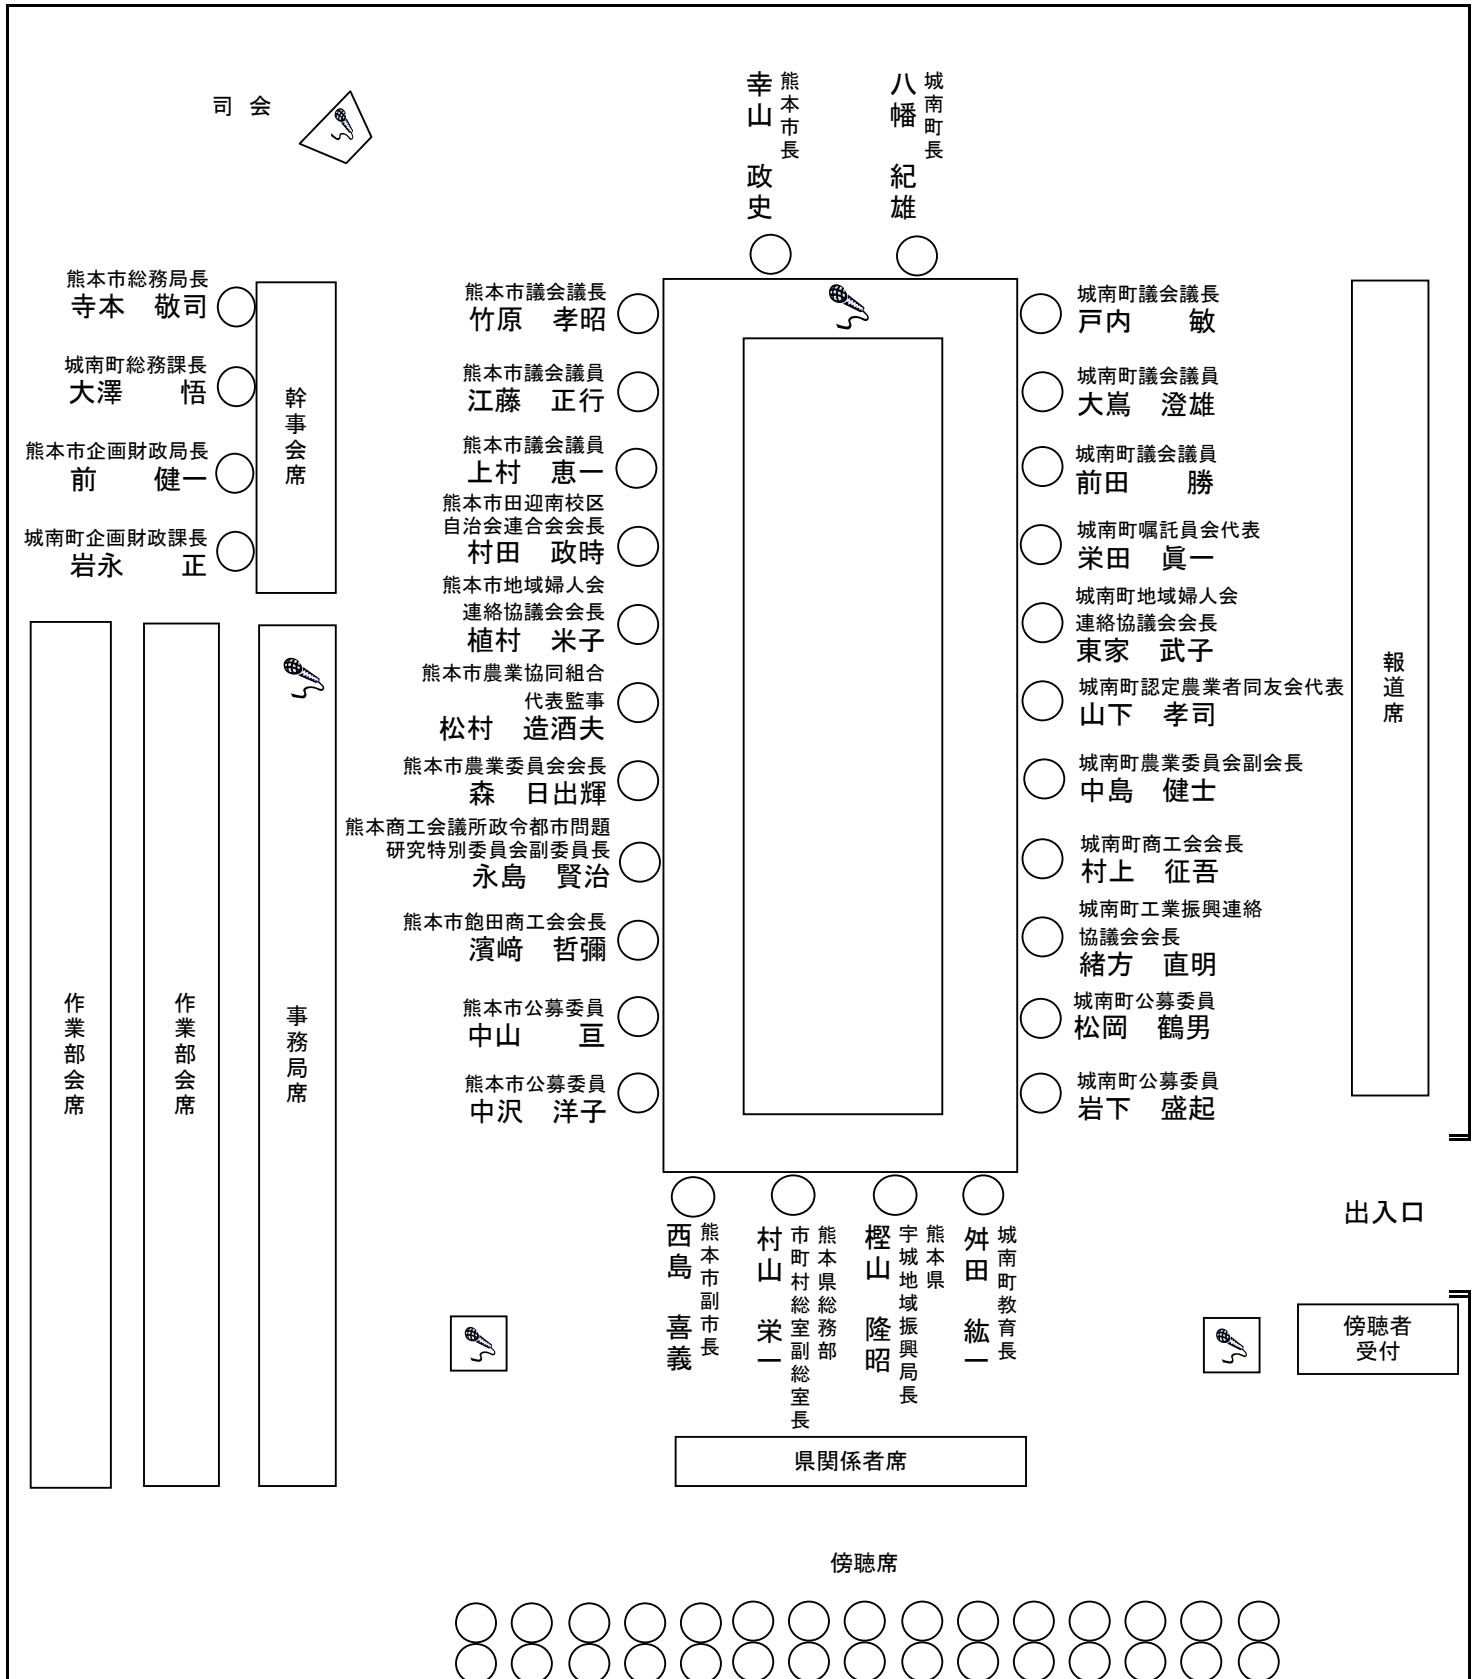 司 会
幸山 政史
熊本市長
八幡 紀雄
城南町長
熊本市総務局長
寺本 敬司
城南町総務課長
大澤 悟
熊本市企画財政局長
前 健一
城南町企画財政課長
岩永 正
幹事会席
熊本市議会議長
竹原 孝昭
熊本市議会議員
江藤 正行
熊本市議会議員
上村 恵一
熊本市田迎南校区
自治会連合会会長
村田 政時
熊本市地域婦人会
連絡協議会会長
植村 米子
熊本市農業協同組合
代表監事
松村 造酒夫
熊本市農業委員会会長
森 日出輝
熊本商工会議所政令都市問題
研究特別委員会副委員長
永島 賢治
熊本市飽田商工会会長
濱﨑 哲彌
熊本市公募委員
中山 亘
熊本市公募委員
中沢 洋子
城南町議会議長
戸内 敏
城南町議会議員
大嶌 澄雄
城南町議会議員
前田 勝
城南町嘱託員会代表
栄田 眞一
城南町地域婦人会
連絡協議会会長
東家 武子
城南町認定農業者同友会代表
山下 孝司
城南町農業委員会副会長
中島 健士
城南町商工会会長
村上 征吾
城南町工業振興連絡
協議会会長
緒方 直明
城南町公募委員
松岡 鶴男
城南町公募委員
岩下 盛起
報道席
作業部会席
作業部会席
事務局席
出入口
西島 喜義
熊本市副市長
村山 栄一
市町村総室副総室長
熊本県総務部
樫山 隆昭
宇城地域振興局長
熊本県
舛田 紘一
城南町教育長
傍聴者
受付
県関係者席
傍聴席